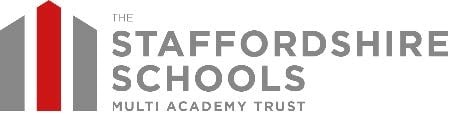 THE
STAFFORDSHIRE
SCHOOLS
MULTI ACADEMY TRUST